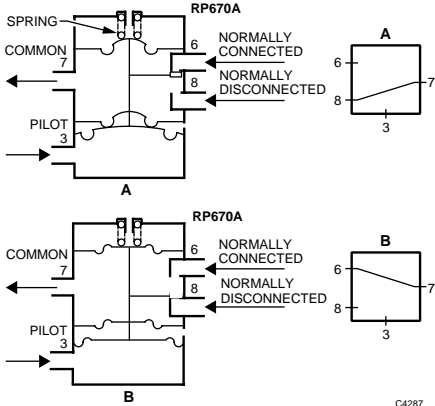 RP670A
SPRING
COMMON
7
6
NORMALLY
CONNECTED
8
NORMALLY
DISCONNECTED
PILOT
3
A
A
6
8
7
3
RP670A
COMMON
7
6
NORMALLY
CONNECTED
8
NORMALLY
DISCONNECTED
PILOT
3
B
B
6
8
7
3
C4287